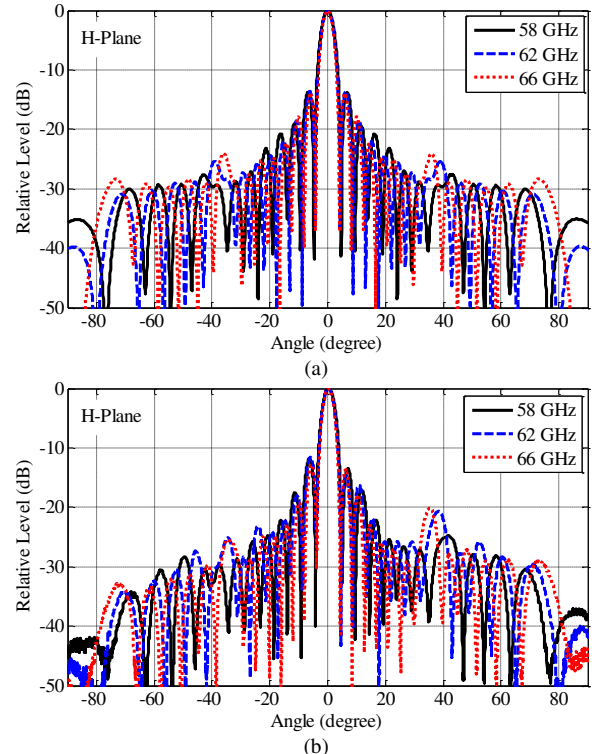 0
H-Plane
58 GHz
62 GHz
66 GHz
-10
-20
-30
-40
-50
Relative Level (dB)
-80 -60 -40 -20 0 20 40 60 80
Angle (degree)
(a)
0
H-Plane
58 GHz
62 GHz
66 GHz
-10
-20
-30
-40
-50
Relative Level (dB)
-80 -60 -40 -20 0 20 40 60 80
Angle (degree)
(b)